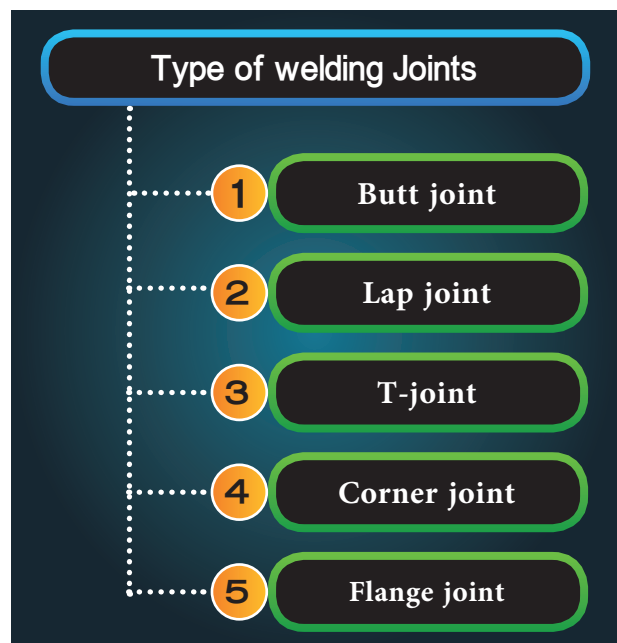 Type of welding Joints
1 Butt joint
2 Lap joint
3 T-joint
4 Corner joint
5 Flange joint